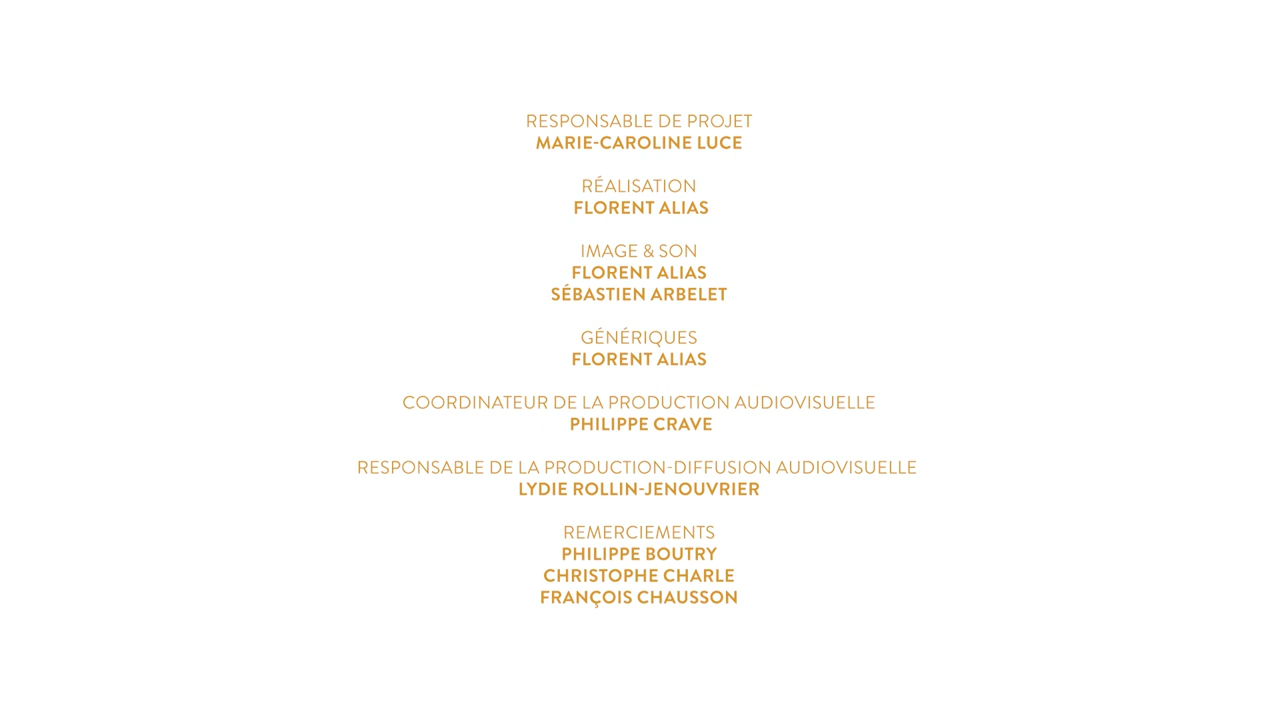 RESPONSABLE DE PROJET
MARIE-CAROLINE LUCE
RÉALISATION
FLORENT ALIAS
IMAGE & SON
FLORENT ALIAS
SÉBASTIEN ARBELET
GÉNÉRIQUES
FLORENT ALIAS
COORDINATEUR DE LA PRODUCTION AUDIOVISUELLE
PHILIPPE CRAVE
RESPONSABLE DE LA PRODUCTION-DIFFUSION AUDIOVISUELLE
LYDIE ROLLIN-JENOUVRIER
REMERCIEMENTS
PHILIPPE BOUTRY
CHRISTOPHE CHARLE
FRANÇOIS CHAUSSON